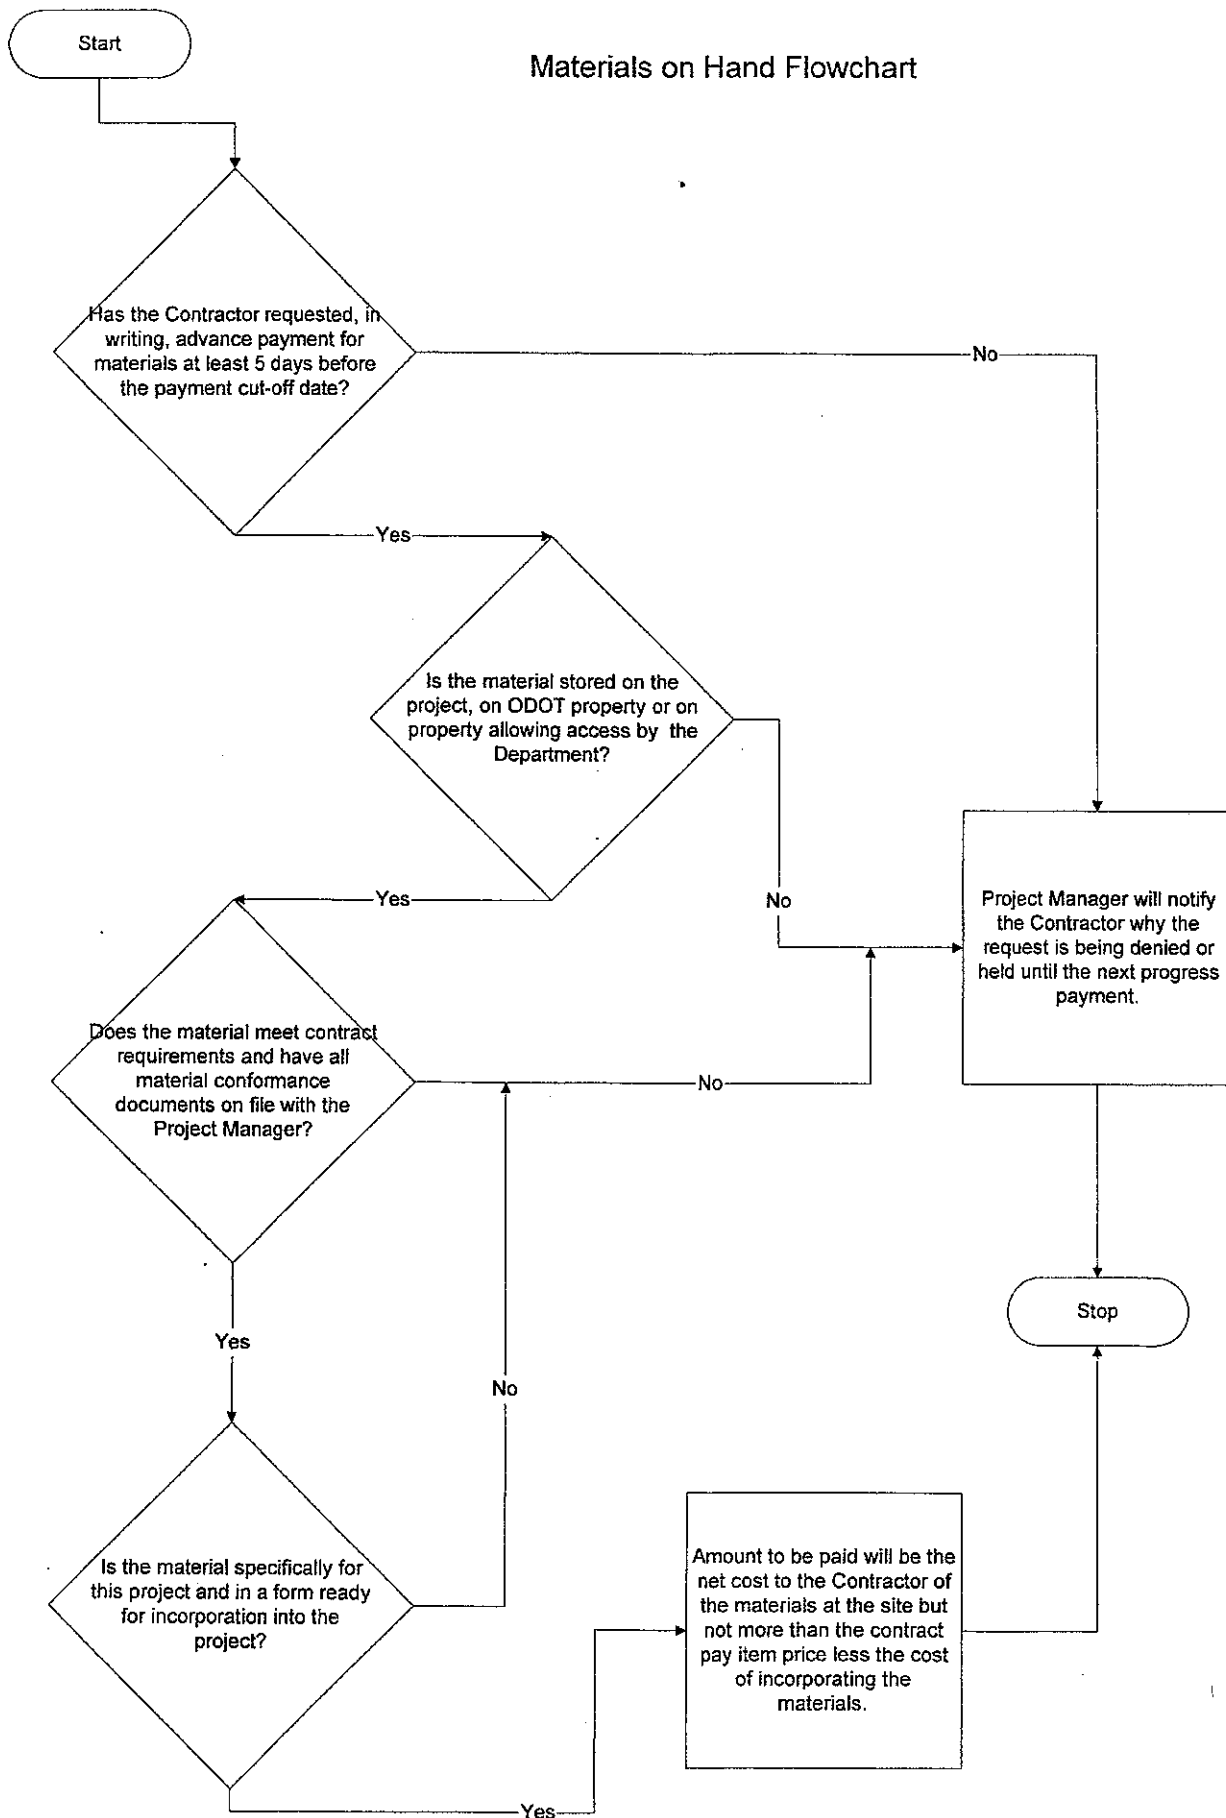 Start
Materials on Hand Flowchart
Has the Contractor requested, in
writing, advance payment for
materials at least 5 days before
the payment cut-off date?
No
Yes
Is the material stored on the
project, on ODOT property or on
property allowing access by the
Department?
Yes
No
Project Manager will notify
the Contractor why the
request is being denied or
held until the next progress
payment.
Does the material meet contract
requirements and have all
material conformance
documents on file with the
Project Manager?
No
Yes
Stop
No
Is the material specifically for
this project and in a form ready
for incorporation into the
project?
Amount to be paid will be the
net cost to the Contractor of
the materials at the site but
not more than the contract
pay item price less the cost
of incorporating the
materials.
Yes